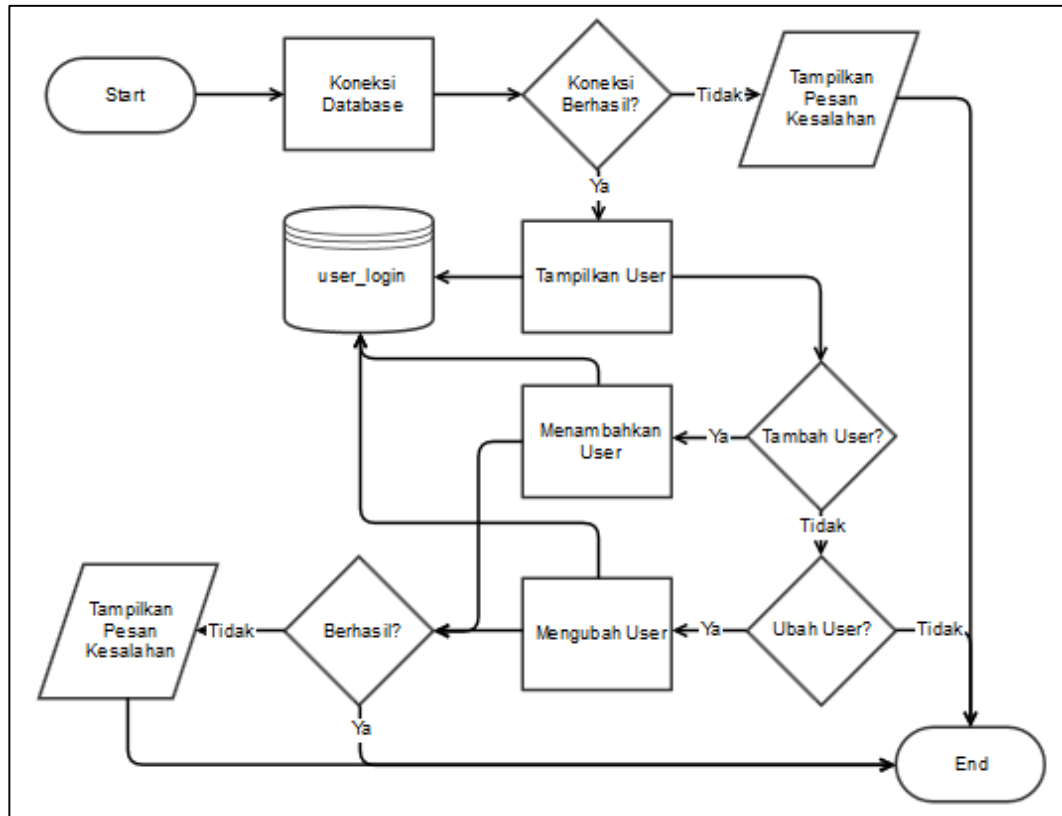 Start
Koneksi
Database
Koneksi
Berhasil?
Tidak
Tampilkan
Pesan
Kesalahan
Ya
user_login
Tampilkan User
Menambahkan
User
Ya
Tambah User?
Tidak
Tampilkan
Pesan
Kesalahan
Tidak
Berhasil?
Mengubah User
Ya
Ubah User?
Tidak
Ya
End